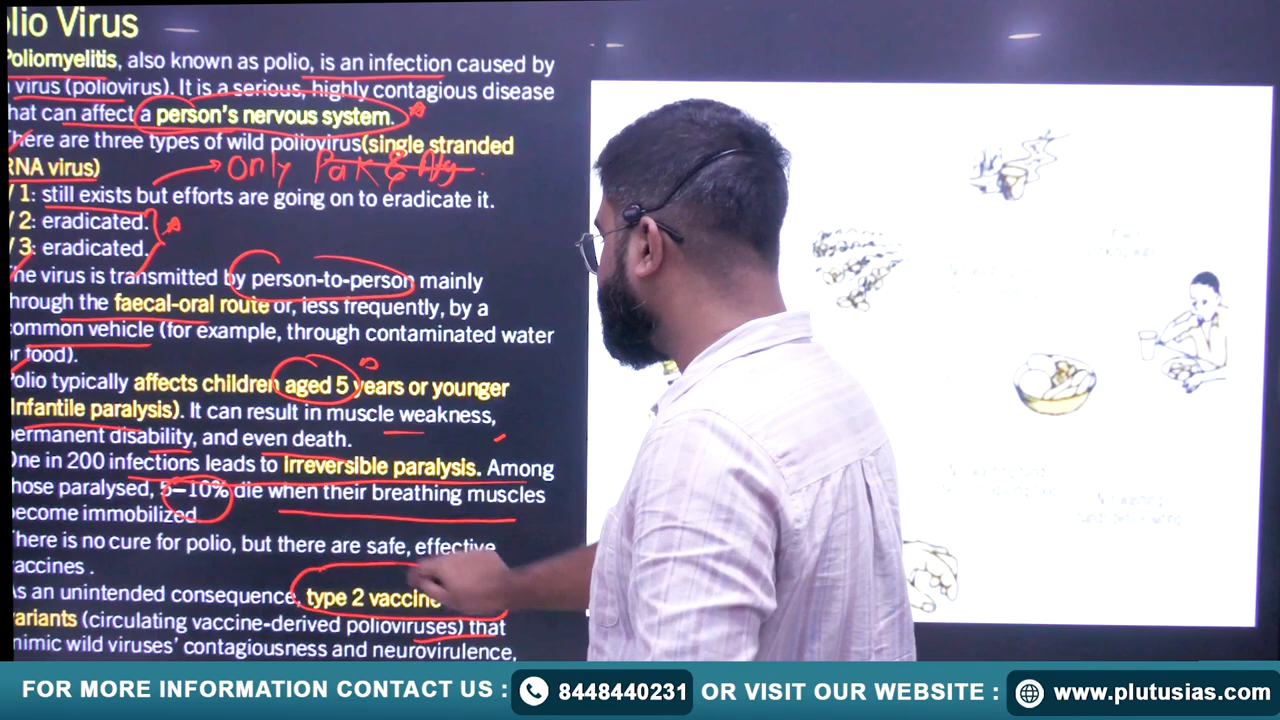 olio Virus
Poliomyelitis, also known as polio, is an infection caused by
virus (poliovirus). It is a serious, highly contagious disease
hat can affect a person's nervous system.
here are three types of wild poliovirus(single stranded
RNA virus)
only Pak & Afg.
1: still exists but efforts are going on to eradicate it.
2: eradicated.
3: eradicated.
he virus is transmitted by person-to-person mainly
hrough the faecal-oral route or, less frequently, by a
ommon vehicle (for example, through contaminated water
r food).
Polio typically affects children aged 5 years or younger
Infantile paralysis). It can result in muscle weakness,
ermanent disability, and even death.
One in 200 infections leads to irreversible paralysis. Among
hose paralysed, 5–10% die when their breathing muscles
become immobilized
There is no cure for polio, but there are safe, effective
accines .
As an unintended consequence, type 2 vaccine
variants (circulating vaccine-derived polioviruses) that
mimic wild viruses' contagiousness and neurovirulence,
FOR MORE INFORMATION CONTACT US : 8448440231 OR VISIT OUR WEBSITE : www.plutusias.com